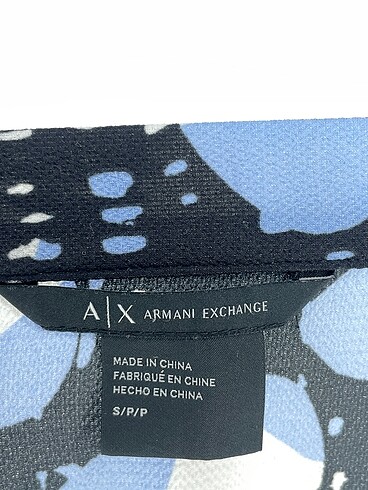 A|X ARMANI EXCHANGE
MADE IN CHINA
FABRIQUÉ EN CHINE
HECHO EN CHINA
S/P/P